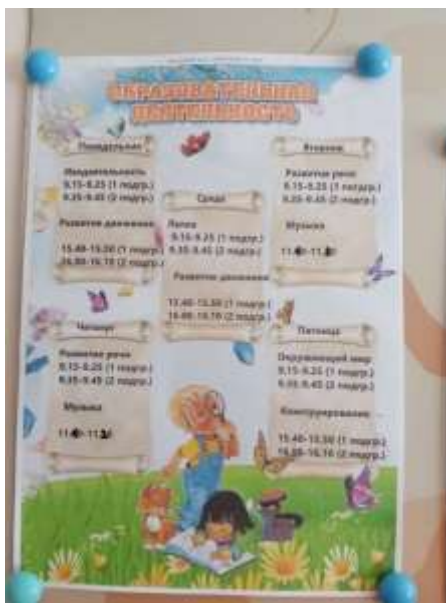 ОБРАЗОВАТЕЛЬНАЯ
ДЕЯТЕЛЬНОСТЬ
Понедельник
Изодеятельность
9.15-9.25 (1 подгр.)
9.35-9.45 (2 подгр.)
Развитие движения
15.40-15.50 (1 подгр.)
16.00-16.10 (2 подгр.)
Вторник
Развитие речи
9.15-9.25 (1 подгр.)
9.35-9.45 (2 подгр.)
Музыка
Среда
Лепка
9.15-9.25 (1 подгр.)
9.35-9.45 (2 подгр.)
Развитие движения
15.40-15.50 (1 подгр.)
16.00-16.10 (2 подгр.)
Четверг
Развитие речи
9.15-9.25 (1 подгр.)
9.35-9.45 (2 подгр.)
Музыка
Пятница
Окружающий мир
9.15-9.25 (1 подгр.)
9.35-9.45 (2 подгр.)
Конструирование
15.40-15.50 (1 подгр.)
16.00-16.10 (2 подгр.)